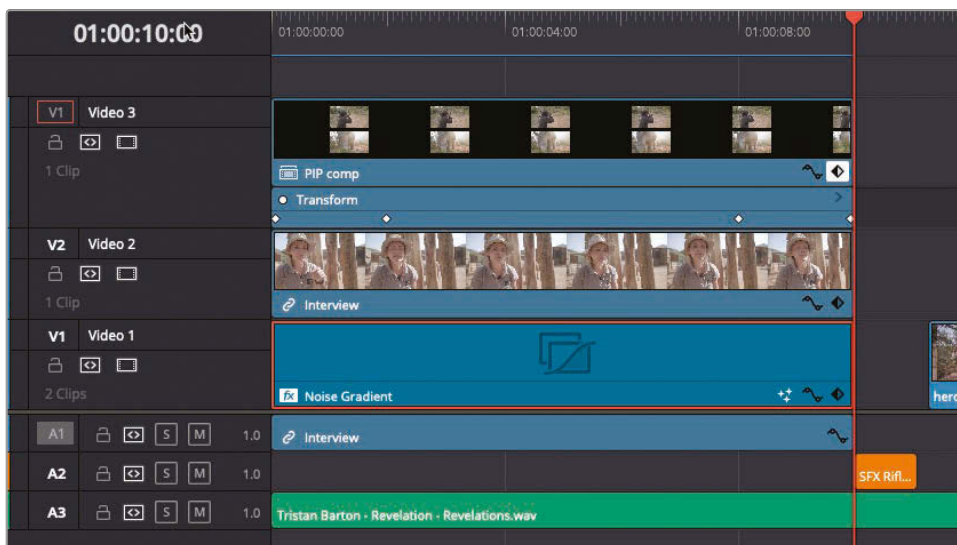 01:00:10:00
01:00:00:00
01:00:04:00
01:00:08:00
V1 Video 3
1 Clip
PIP comp
Transform
V2 Video 2
1 Clip
Interview
V1 Video 1
2 Clips
fx Noise Gradient
herc
A1 S M 1.0
Interview
A2 S M 1.0
SFX Rifl...
A3 S M 1.0
Tristan Barton - Revelation - Revelations.wav